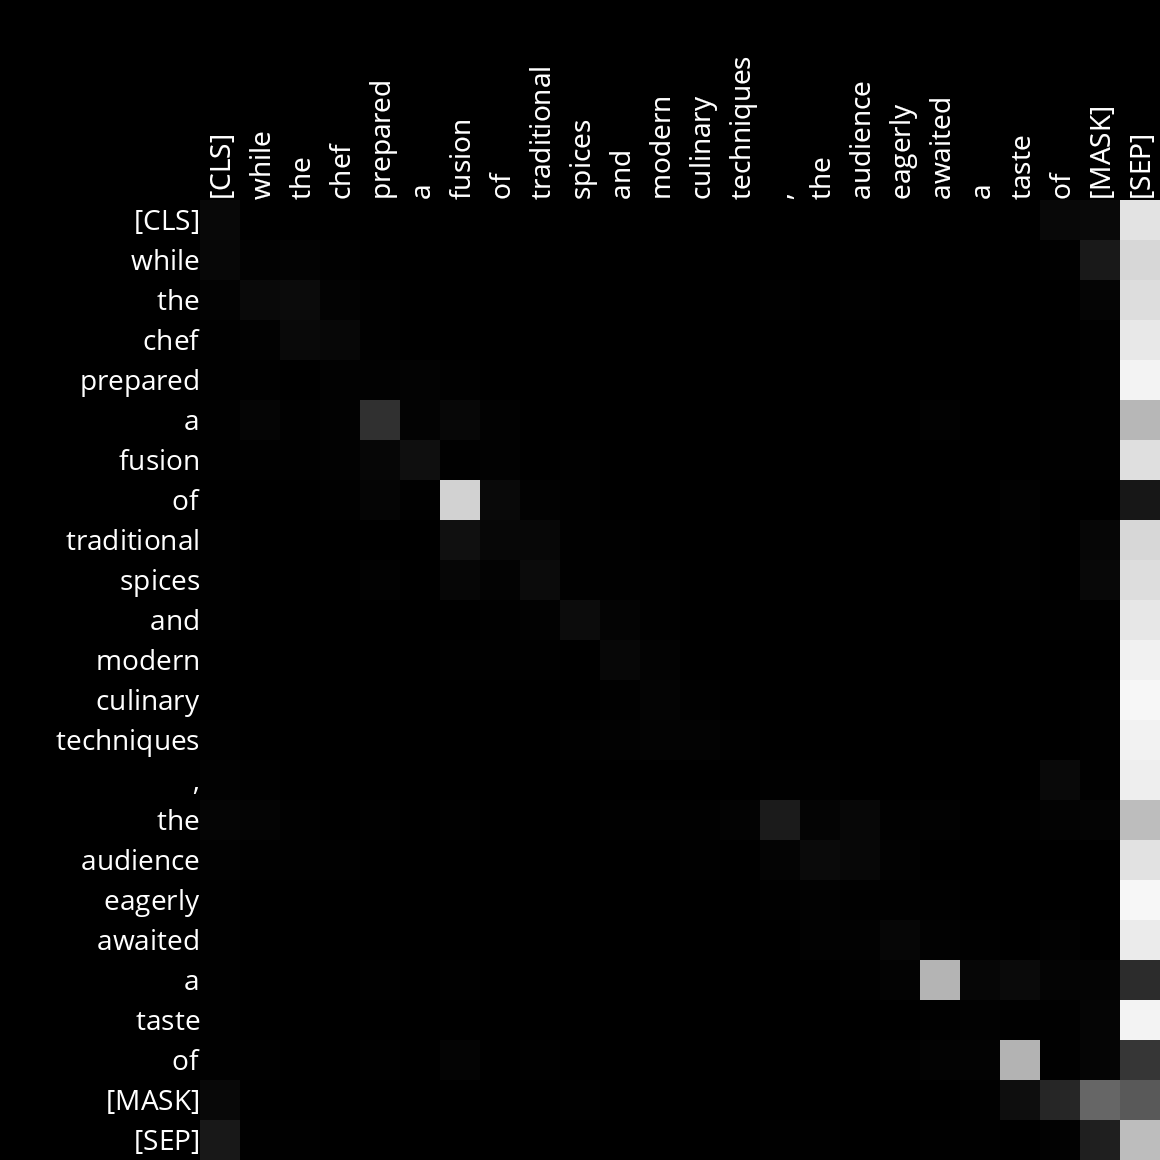 [CLS] while the chef prepared a fusion of traditional spices and modern culinary techniques , the audience eagerly awaited a taste of [MASK] [SEP]
[CLS]
while
the
chef
prepared
a
fusion
of
traditional
spices
and
modern
culinary
techniques
,
the
audience
eagerly
awaited
a
taste
of
[MASK]
[SEP]